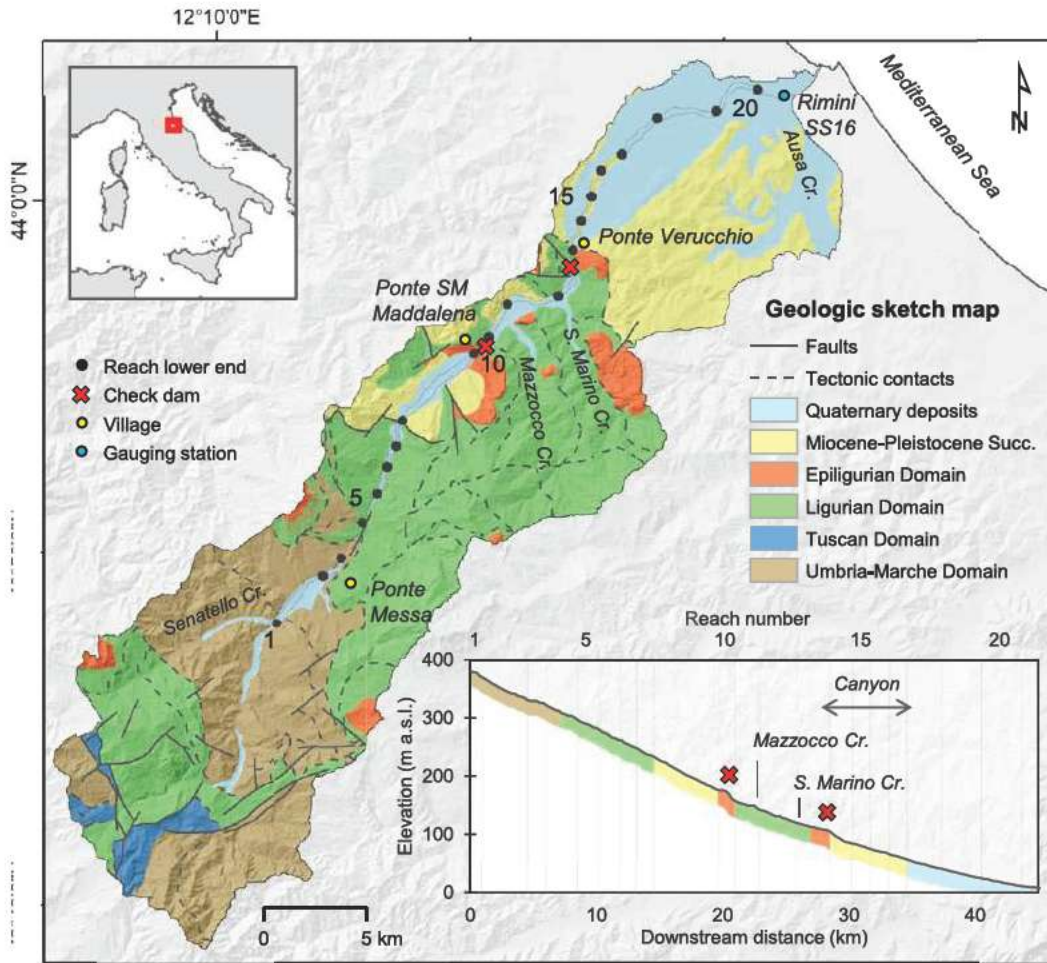 12°10'0"E
44°0'0"N
N
Mediterranean Sea
20
Rimini
SS16
Ausa Cr.
15
Ponte Verucchio
Ponte SM
Maddalena
10
Mazzocco Cr.
S. Marino Cr.
5
Ponte
Messa
Senatello Cr.
1
Reach lower end
Check dam
Village
Gauging station
Geologic sketch map
Faults
Tectonic contacts
Quaternary deposits
Miocene-Pleistocene Succ.
Epiligurian Domain
Ligurian Domain
Tuscan Domain
Umbria-Marche Domain
0 5 km
Reach number
1 5 10 15 20
400
300
200
100
0
Elevation (m a.s.l.)
Canyon
Mazzocco Cr.
S. Marino Cr.
0 10 20 30 40
Downstream distance (km)